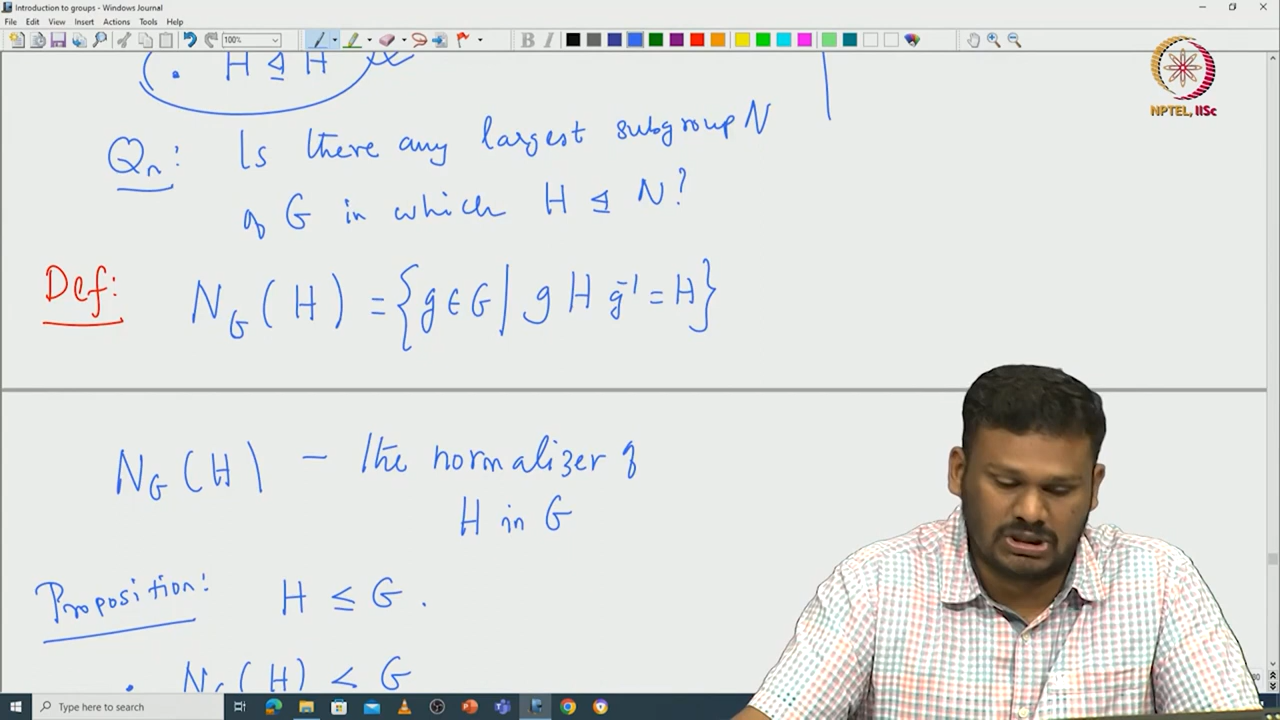 Introduction to groups - Windows Journal
File Edit View Insert Actions Tools Help
100%
B I
NPTEL, IISc
. H ⊴ H
Qn: Is there any largest subgroup N
of G in which H ⊴ N?
Def: N_G(H) = {g ∈ G | g H g⁻¹ = H}
N_G(H) - the normalizer of
H in G
Proposition: H ≤ G.
. N_G(H) ≤ G
Type here to search